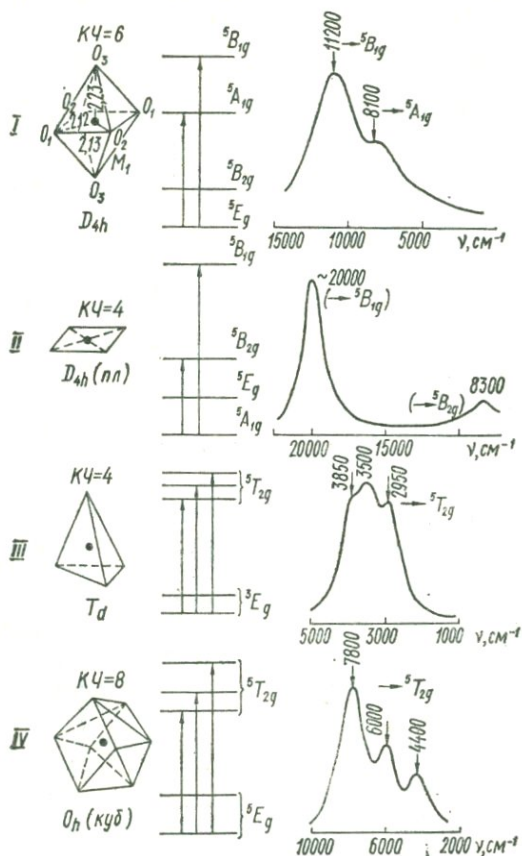 I
КЧ=6
O₃
O₂
O₁
2,12
2,23
O₁
2,13
O₂
M₁
O₃
D₄h
⁵B₁g
⁵A₁g
⁵B₂g
⁵Eg
11200 → ⁵B₁g
8100 → ⁵A₁g
15000 10000 5000 ν, см⁻¹
II
КЧ=4
D₄h (пл)
⁵B₁g
⁵B₂g
⁵Eg
⁵A₁g
~20000
(→ ⁵B₁g)
(→ ⁵B₂g)
8300
20000 15000 ν, см⁻¹
III
КЧ=4
Td
⁵T₂g
³Eg
3850
3500
2950
→ ⁵T₂g
5000 3000 1000 ν, см⁻¹
IV
КЧ=8
Oh (куб)
⁵T₂g
⁵Eg
7800
6000
4400
→ ⁵T₂g
10000 6000 2000 ν, см⁻¹